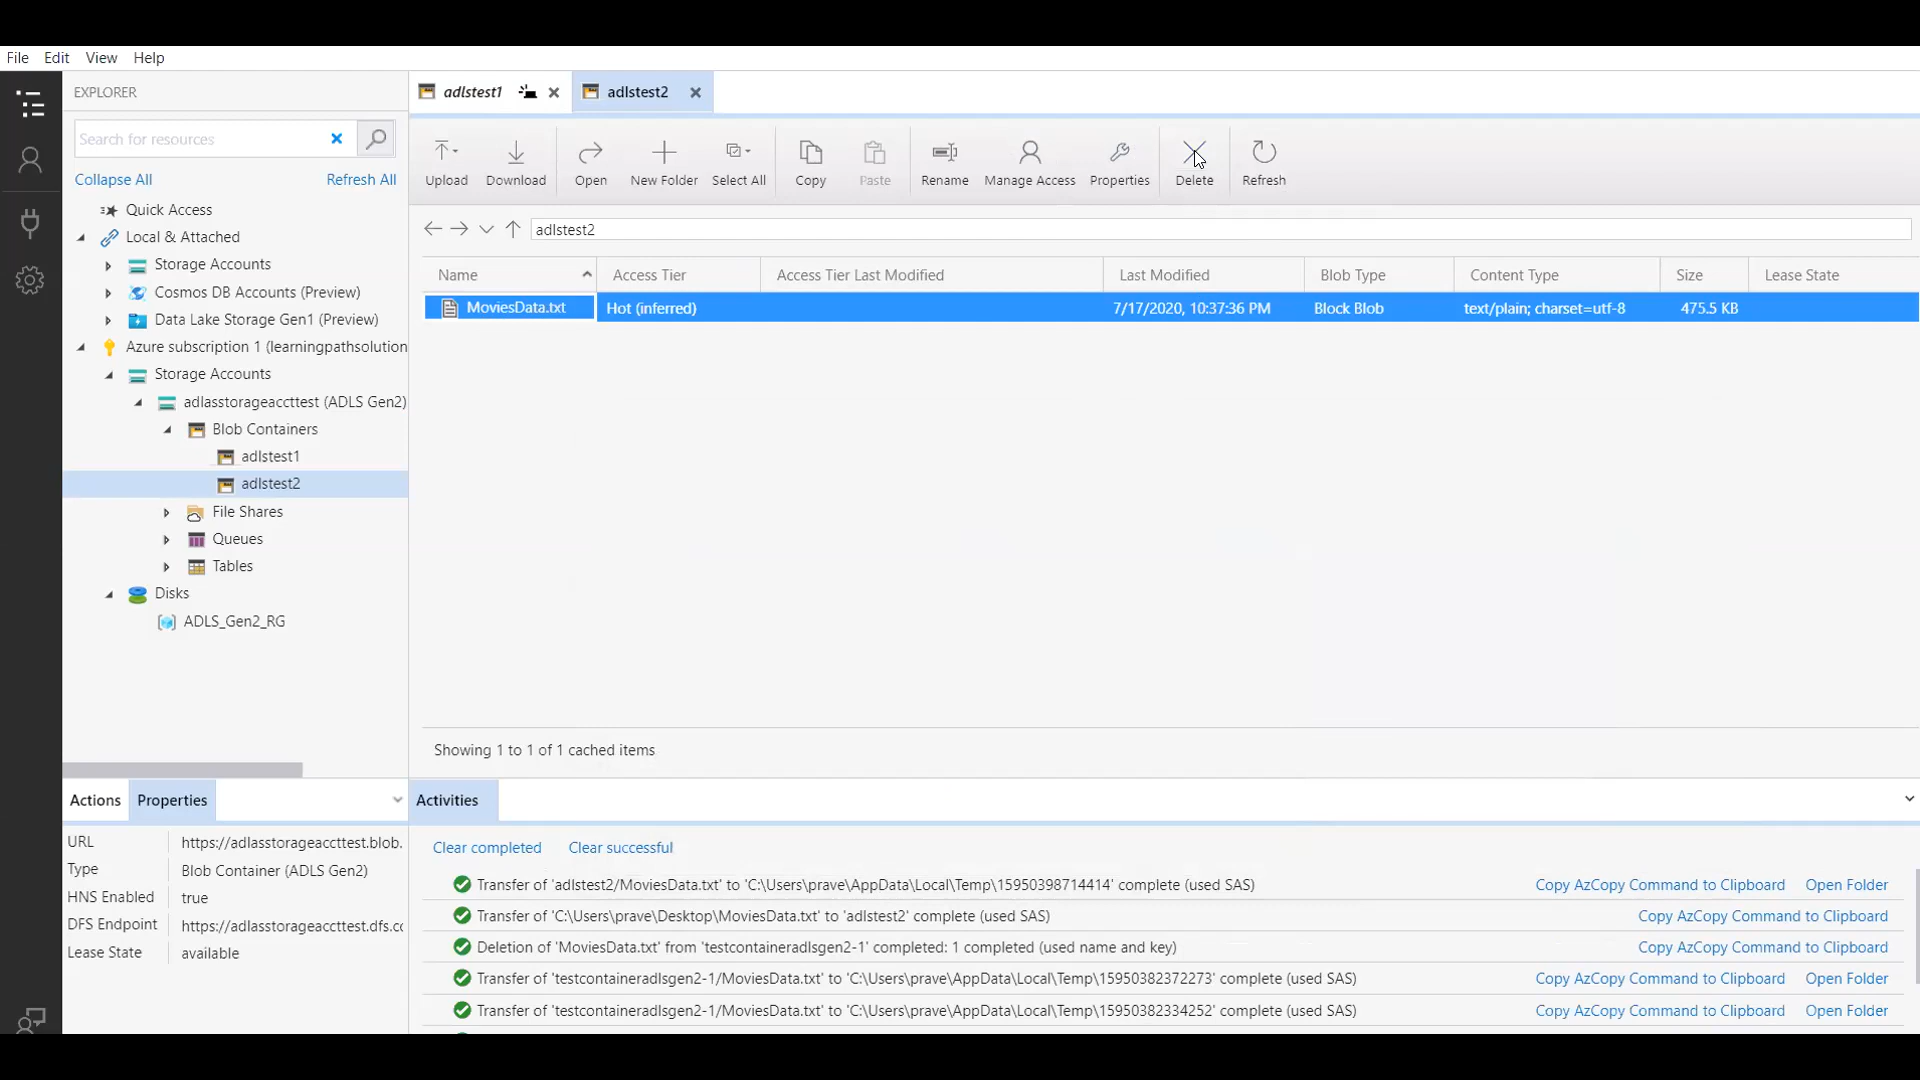 File Edit View Help
EXPLORER
Search for resources
Collapse All Refresh All
Quick Access
Local & Attached
Storage Accounts
Cosmos DB Accounts (Preview)
Data Lake Storage Gen1 (Preview)
Azure subscription 1 (learningpathsolution
Storage Accounts
adlasstorageaccttest (ADLS Gen2)
Blob Containers
adlstest1
adlstest2
File Shares
Queues
Tables
Disks
ADLS_Gen2_RG
Actions Properties
URL https://adlasstorageaccttest.blob.
Type Blob Container (ADLS Gen2)
HNS Enabled true
DFS Endpoint https://adlasstorageaccttest.dfs.cc
Lease State available
adlstest1 adlstest2
Upload Download Open New Folder Select All Copy Paste Rename Manage Access Properties Delete Refresh
adlstest2
Name Access Tier Access Tier Last Modified Last Modified Blob Type Content Type Size Lease State
MoviesData.txt Hot (inferred) 7/17/2020, 10:37:36 PM Block Blob text/plain; charset=utf-8 475.5 KB
Showing 1 to 1 of 1 cached items
Activities
Clear completed Clear successful
Transfer of 'adlstest2/MoviesData.txt' to 'C:\Users\prave\AppData\Local\Temp\15950398714414' complete (used SAS) Copy AzCopy Command to Clipboard Open Folder
Transfer of 'C:\Users\prave\Desktop\MoviesData.txt' to 'adlstest2' complete (used SAS) Copy AzCopy Command to Clipboard
Deletion of 'MoviesData.txt' from 'testcontaineradlsgen2-1' completed: 1 completed (used name and key) Copy AzCopy Command to Clipboard
Transfer of 'testcontaineradlsgen2-1/MoviesData.txt' to 'C:\Users\prave\AppData\Local\Temp\15950382372273' complete (used SAS) Copy AzCopy Command to Clipboard Open Folder
Transfer of 'testcontaineradlsgen2-1/MoviesData.txt' to 'C:\Users\prave\AppData\Local\Temp\15950382334252' complete (used SAS) Copy AzCopy Command to Clipboard Open Folder